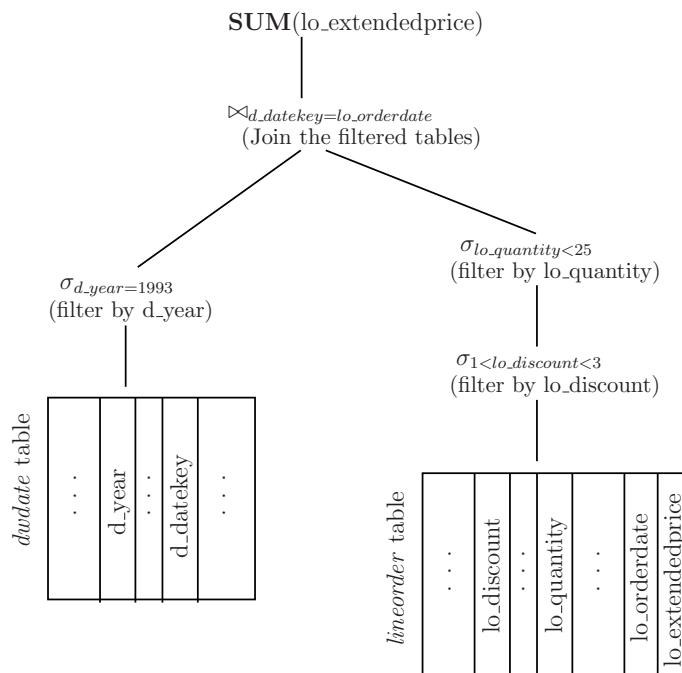 SUM(lo_extendedprice)
⋈d_datekey=lo_orderdate
(Join the filtered tables)
σd_year=1993
(filter by d_year)
σlo_quantity<25
(filter by lo_quantity)
σ1<lo_discount<3
(filter by lo_discount)
dwdate table
. . .
d_year
. . .
d_datekey
. . .
lineorder table
. . .
lo_discount
. . .
lo_quantity
. . .
lo_orderdate
lo_extendedprice